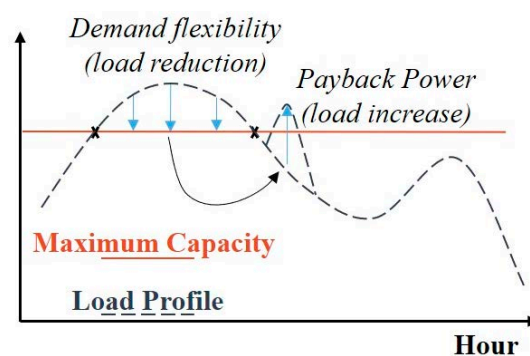 Demand flexibility
(load reduction)
Payback Power
(load increase)
Maximum Capacity
Load Profile
Hour